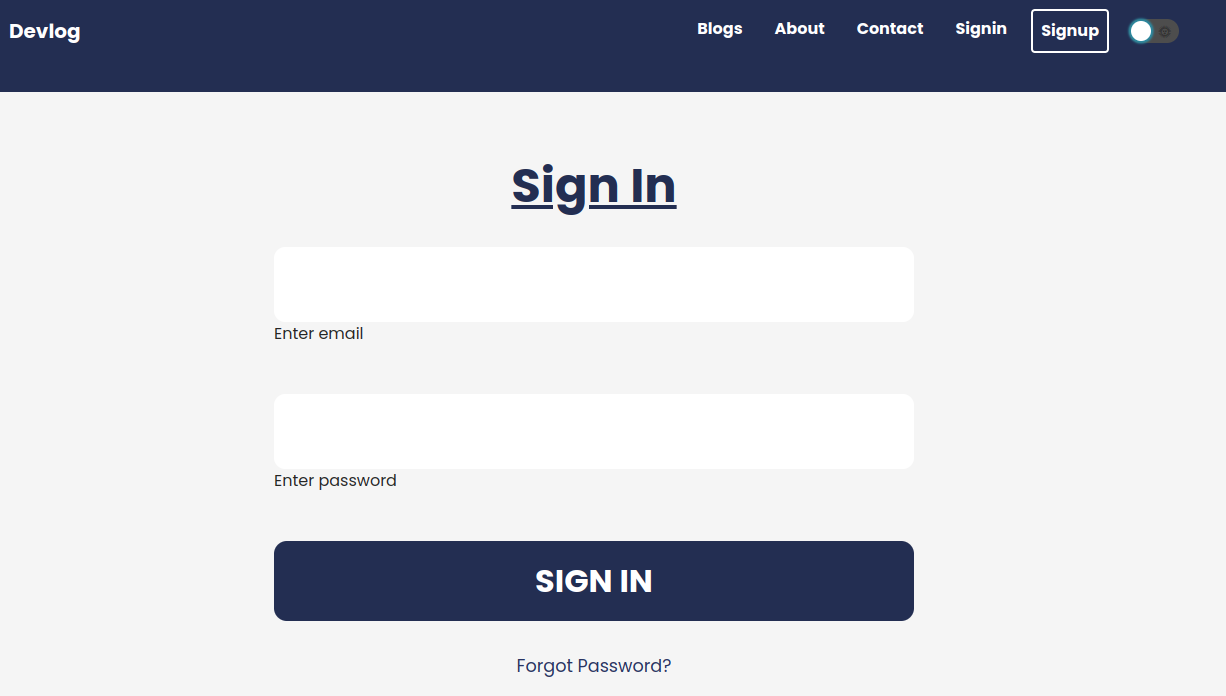 Devlog Blogs About Contact Signin Signup
Sign In
Enter email
Enter password
SIGN IN
Forgot Password?